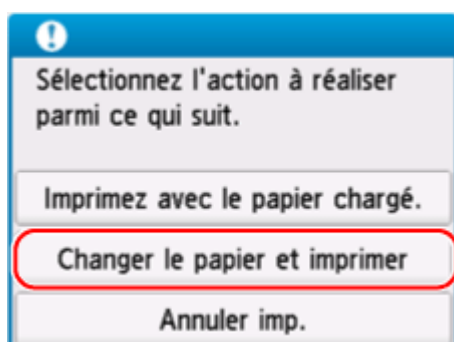 Sélectionnez l'action à réaliser
parmi ce qui suit.
Imprimez avec le papier chargé.
Changer le papier et imprimer
Annuler imp.